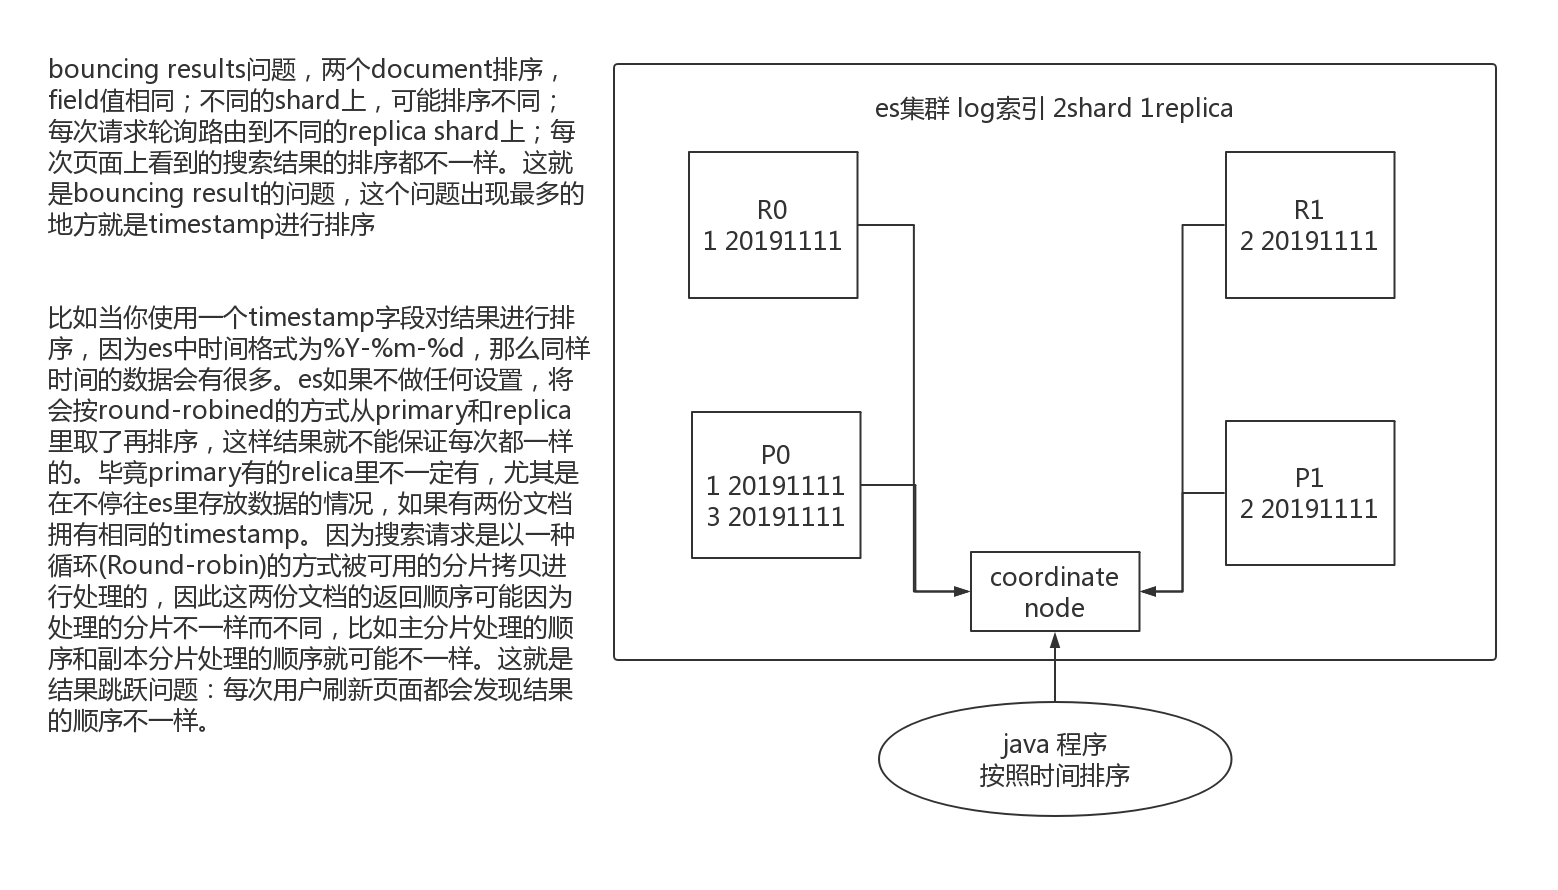 bouncing results问题，两个document排序，
field值相同；不同的shard上，可能排序不同；
每次请求轮询路由到不同的replica shard上；每
次页面上看到的搜索结果的排序都不一样。这就
是bouncing result的问题，这个问题出现最多的
地方就是timestamp进行排序
比如当你使用一个timestamp字段对结果进行排
序，因为es中时间格式为%Y-%m-%d，那么同样
时间的数据会有很多。es如果不做任何设置，将
会按round-robined的方式从primary和replica
里取了再排序，这样结果就不能保证每次都一样
的。毕竟primary有的relica里不一定有，尤其是
在不停往es里存放数据的情况，如果有两份文档
拥有相同的timestamp。因为搜索请求是以一种
循环(Round-robin)的方式被可用的分片拷贝进
行处理的，因此这两份文档的返回顺序可能因为
处理的分片不一样而不同，比如主分片处理的顺
序和副本分片处理的顺序就可能不一样。这就是
结果跳跃问题：每次用户刷新页面都会发现结果
的顺序不一样。
es集群 log索引 2shard 1replica
R0
1 20191111
R1
2 20191111
P0
1 20191111
3 20191111
P1
2 20191111
coordinate
node
java 程序
按照时间排序